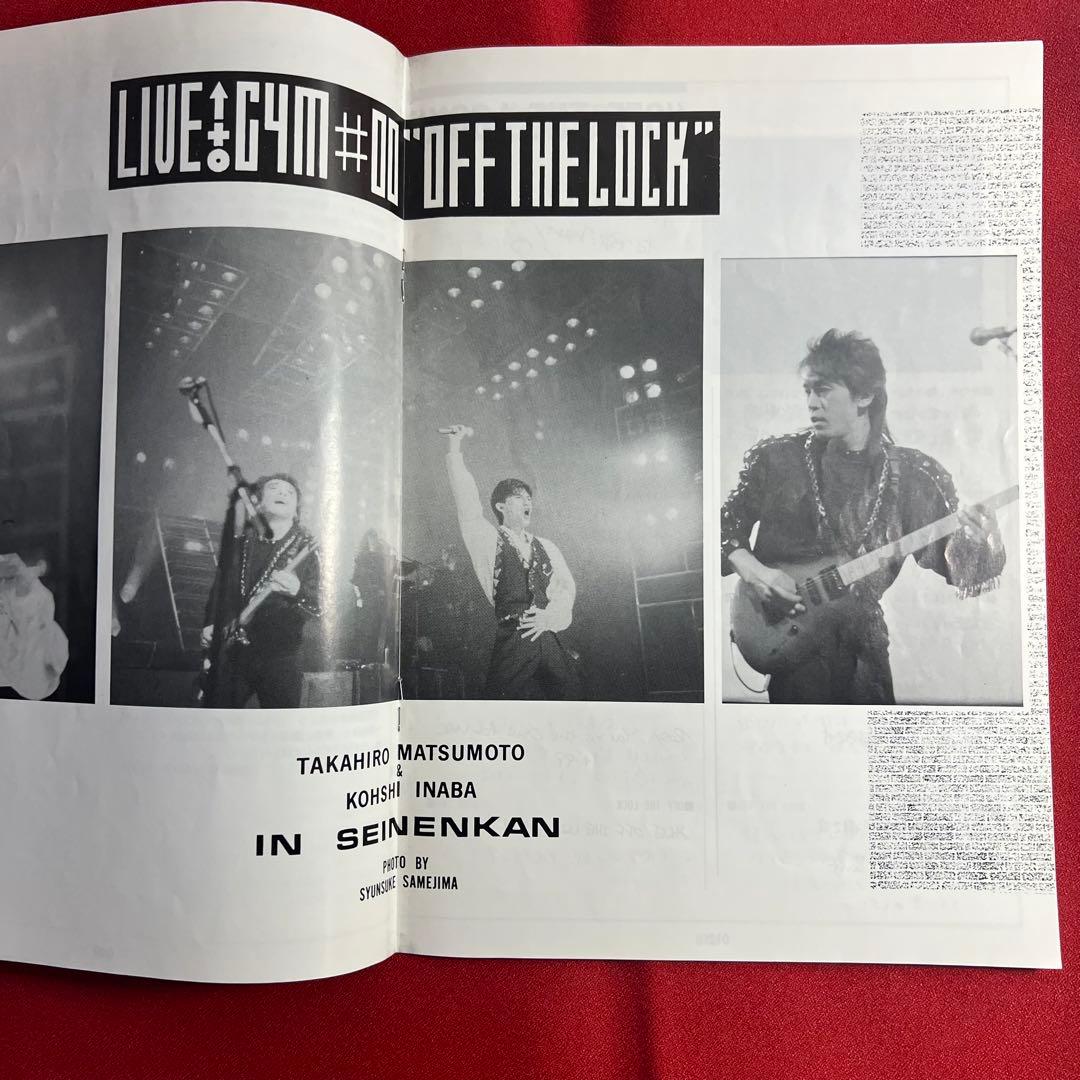 LIVE-GYM #00 "OFF THE LOCK"
TAKAHIRO MATSUMOTO
&
KOHSHI INABA
IN SEINENKAN
PHOTO BY
SYUNSUKE SAMEJIMA